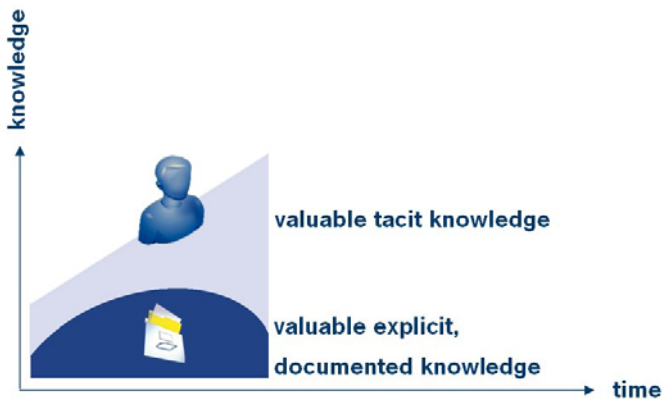 knowledge
valuable tacit knowledge
valuable explicit,
documented knowledge
time